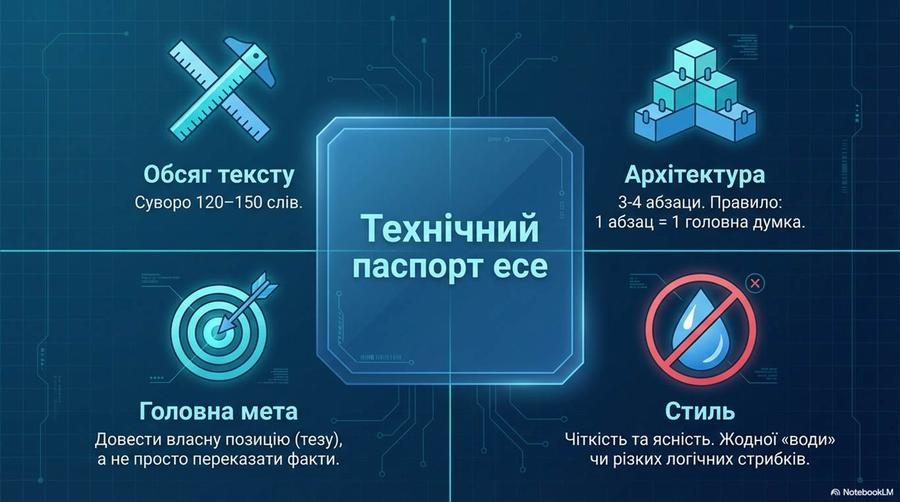 Обсяг тексту
Суворо 120–150 слів.
Архітектура
3-4 абзаци. Правило:
1 абзац = 1 головна думка.
Технічний
паспорт есе
Головна мета
Довести власну позицію (тезу),
а не просто переказати факти.
Стиль
Чіткість та ясність. Жодної «води»
чи різких логічних стрибків.
NotebookLM